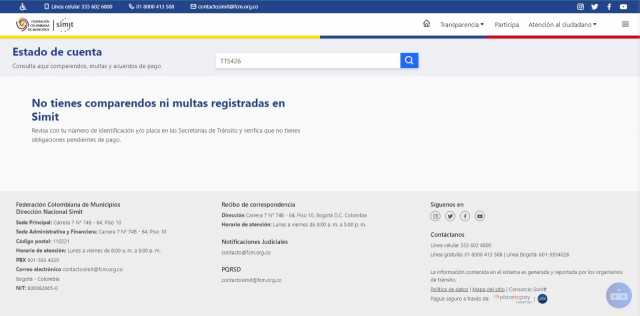 Línea celular 333 602 6000
01 8000 413 588
contactosimit@fcm.org.co
FEDERACIÓN COLOMBIANA DE MUNICIPIOS
simit
Transparencia
Participa
Atención al ciudadano
Estado de cuenta
Consulta aquí comparendos, multas y acuerdos de pago
TTS426
No tienes comparendos ni multas registradas en
Simit
Revisa con tu número de identificación y/o placa en las Secretarías de Tránsito y verifica que no tienes
obligaciones pendientes de pago.
Federación Colombiana de Municipios
Dirección Nacional Simit
Sede Principal: Carrera 7 N° 74B - 64, Piso 10
Sede Administrativa y Financiera: Carrera 7 N° 74B - 64, Piso 10
Código postal: 110221
Horario de atención: Lunes a viernes de 8:00 a. m. a 5:00 p. m.
PBX 601-593 4020
Correo electrónico contactosimit@fcm.org.co
Bogotá - Colombia
NIT: 800082665-0
Recibo de correspondencia
Dirección Carrera 7 N° 74B - 64, Piso 10, Bogotá D.C. Colombia
Horario de atención: Lunes a viernes de 8:00 a. m. a 5:00 p. m.
Notificaciones Judiciales
contacto@fcm.org.co
PQRSD
contactosimit@fcm.org.co
Síguenos en
Contáctanos
Línea celular 333 602 6000
Línea gratuita: 01 8000 413 588 | Línea Bogotá: 601-9304026
La información contenida en el sistema es generada y reportada por los organismos
de tránsito.
Política de datos | Mapa del sitio | Consorcio Simit
Pague seguro a través de:
placetopay